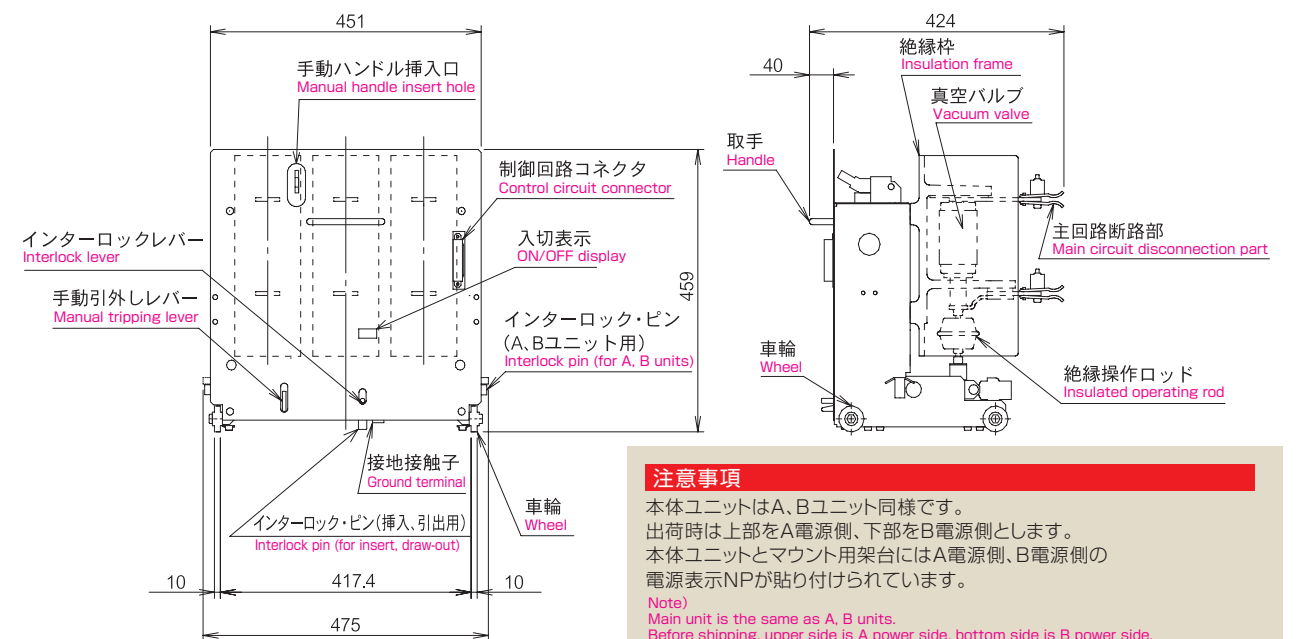 451
手動ハンドル挿入口
Manual handle insert hole
制御回路コネクタ
Control circuit connector
インターロックレバー
Interlock lever
入切表示
ON/OFF display
手動引外しレバー
Manual tripping lever
インターロック・ピン
(A、Bユニット用)
Interlock pin (for A, B units)
459
接地接触子
Ground terminal
車輪
Wheel
インターロック・ピン(挿入、引出用)
Interlock pin (for insert, draw-out)
10
417.4
10
475
424
40
絶縁枠
Insulation frame
真空バルブ
Vacuum valve
取手
Handle
主回路断路部
Main circuit disconnection part
車輪
Wheel
絶縁操作ロッド
Insulated operating rod
注意事項
本体ユニットはA、Bユニット同様です。
出荷時は上部をA電源側、下部をB電源側とします。
本体ユニットとマウント用架台にはA電源側、B電源側の
電源表示NPが貼り付けられています。
Note)
Main unit is the same as A, B units.
Before shipping, upper side is A power side, bottom side is B power side.